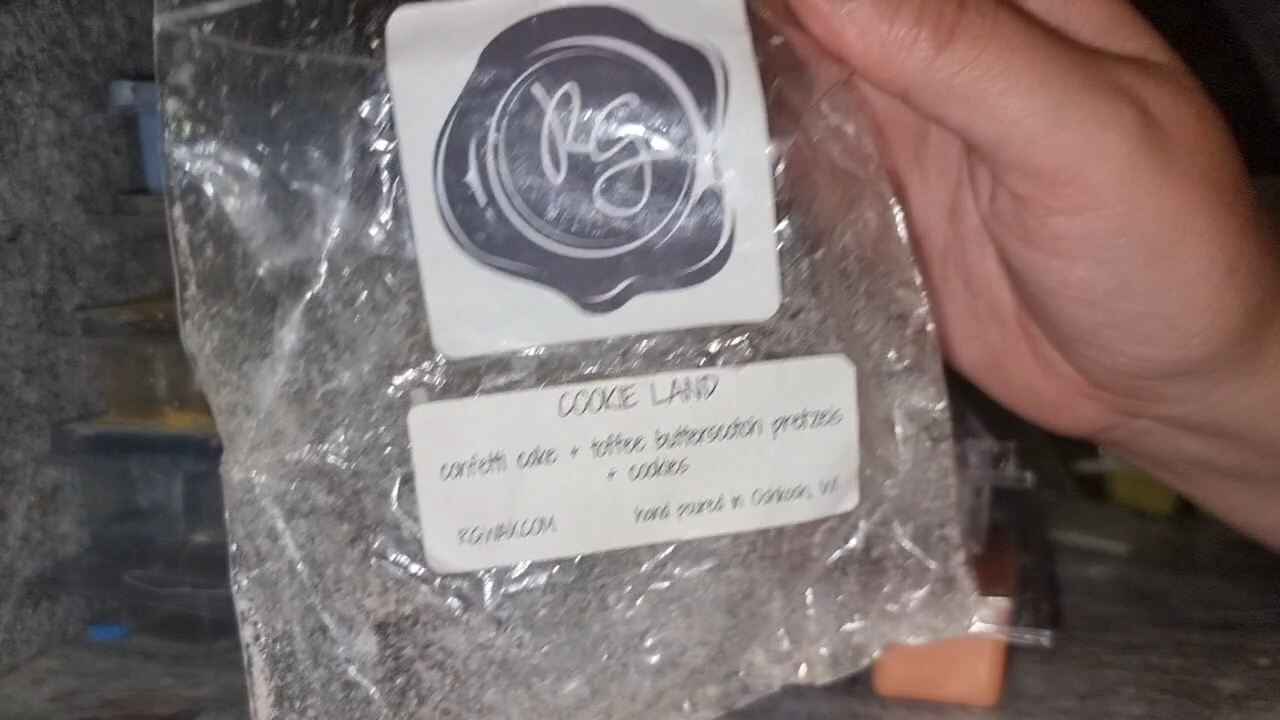 RG
COOKIE LAND
confetti cake + toffee butterscotch pretzels
+ cookies
RGWAX.COM
hand poured in Oshkosh, WI